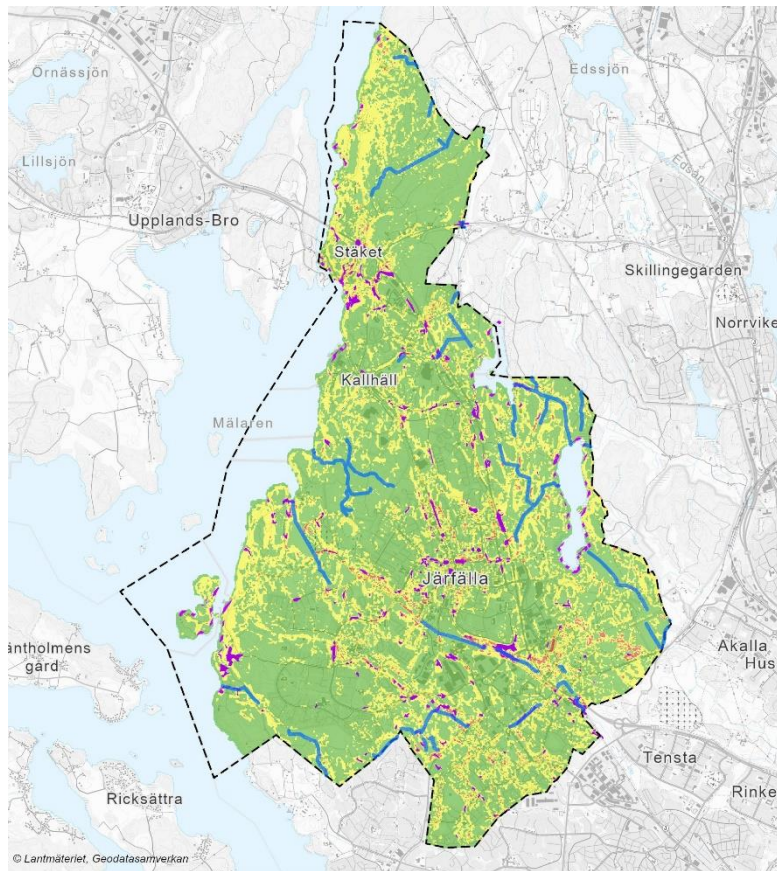 Örnässjön
Edssjön
Lillsjön
Edsån
Upplands-Bro
Stäket
Skillingegården
Norrvike
Kallhäll
Mälaren
Järfälla
äntholmens
gård
Akalla
Hus
Tensta
Ricksättra
Rinke
© Lantmäteriet, Geodatasamverkan